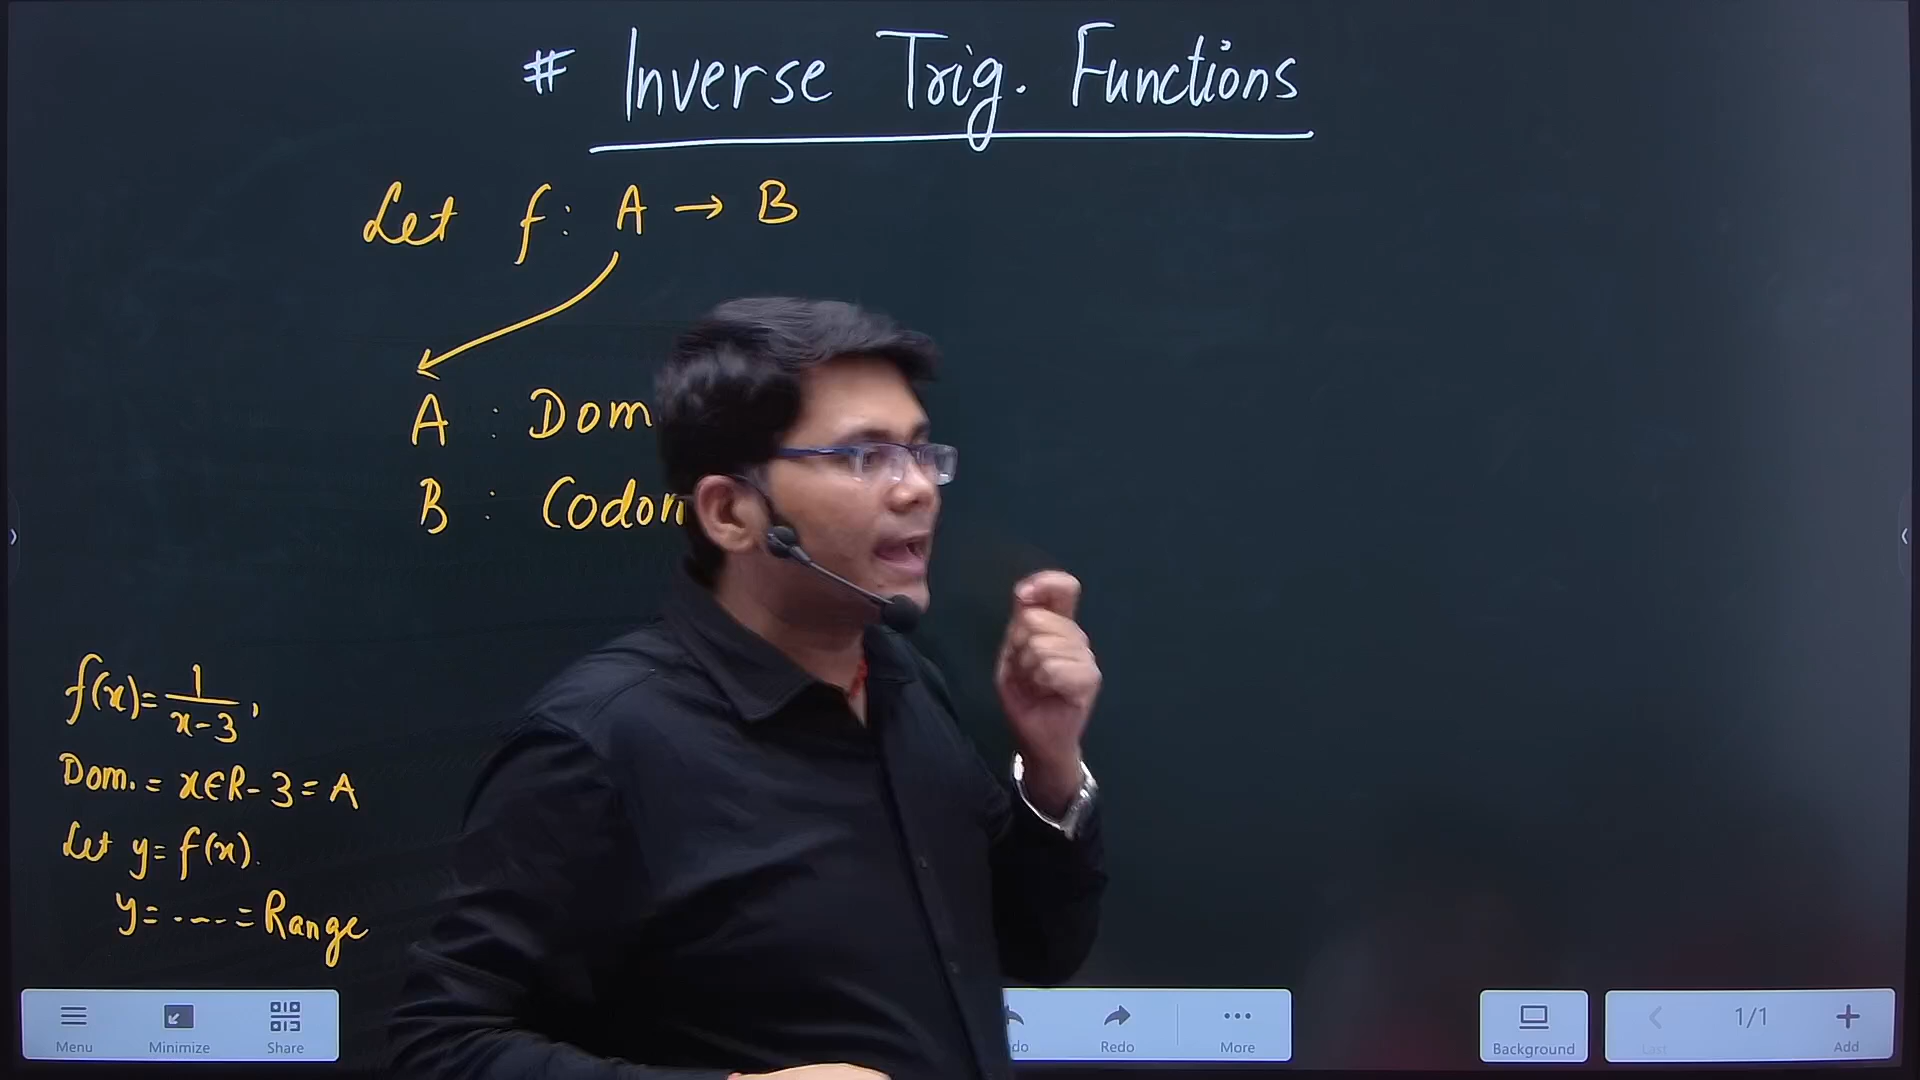 # Inverse Trig. Functions
Let f: A → B
A : Dom
B : Codom
f(x)= 1/(x-3),
Dom. = x∈R-3 = A
Let y= f(x).
y= ---- = Range
Menu
Minimize
Share
Redo
More
Background
1/1
Last
Add